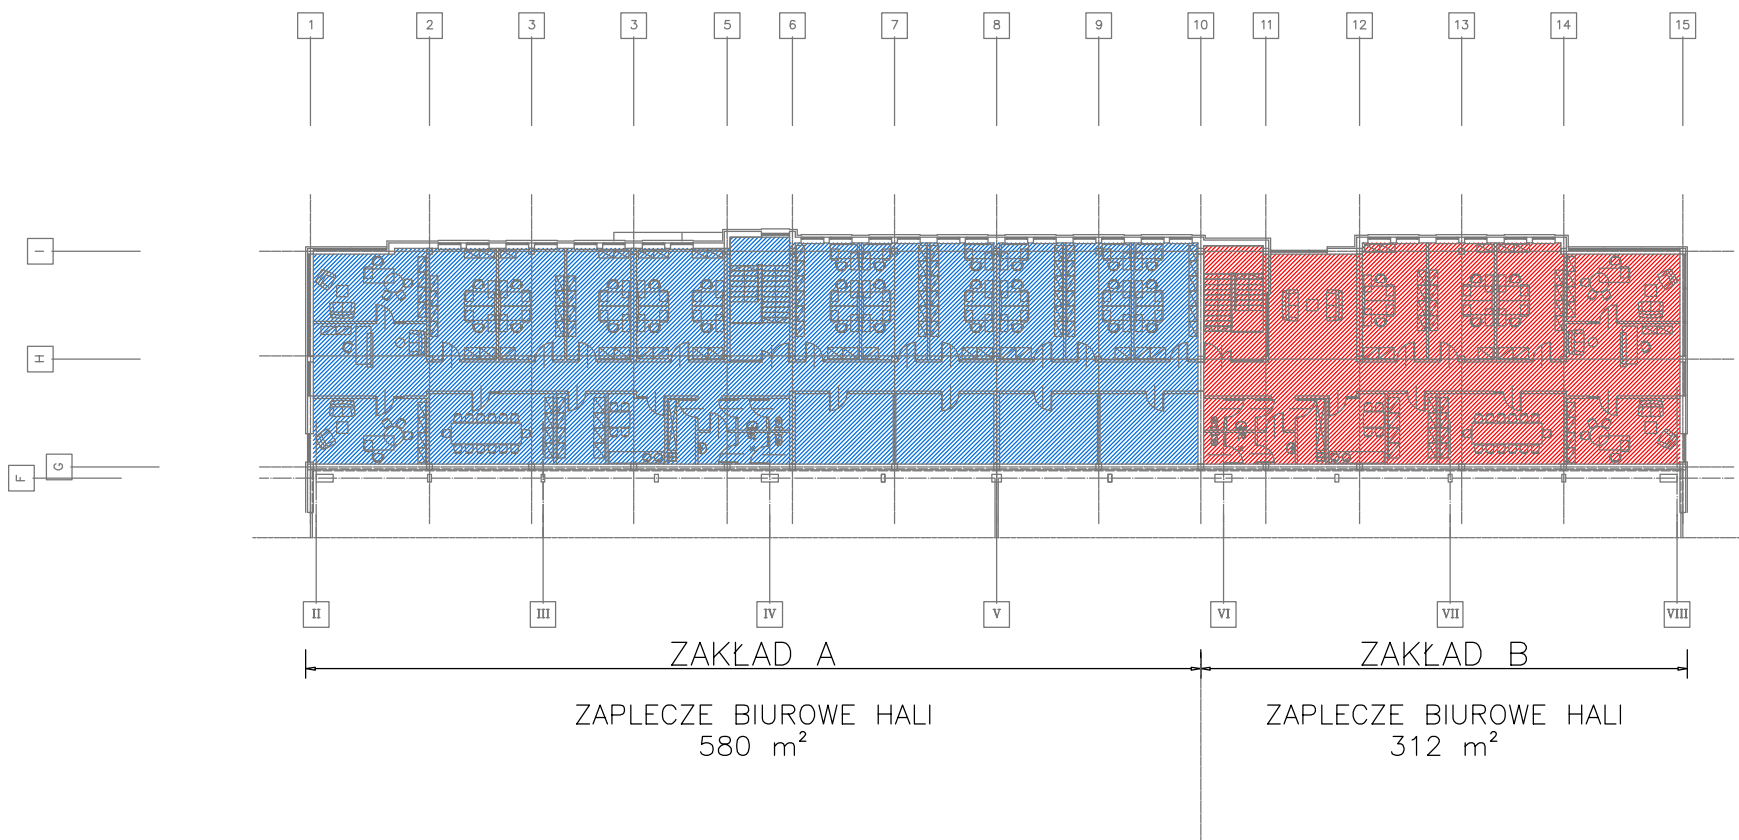 1 2 3 3 5 6 7 8 9 10 11 12 13 14 15
I
H
G
F
II III IV V VI VII VIII
ZAKŁAD A ZAKŁAD B
ZAPLECZE BIUROWE HALI ZAPLECZE BIUROWE HALI
580 m² 312 m²